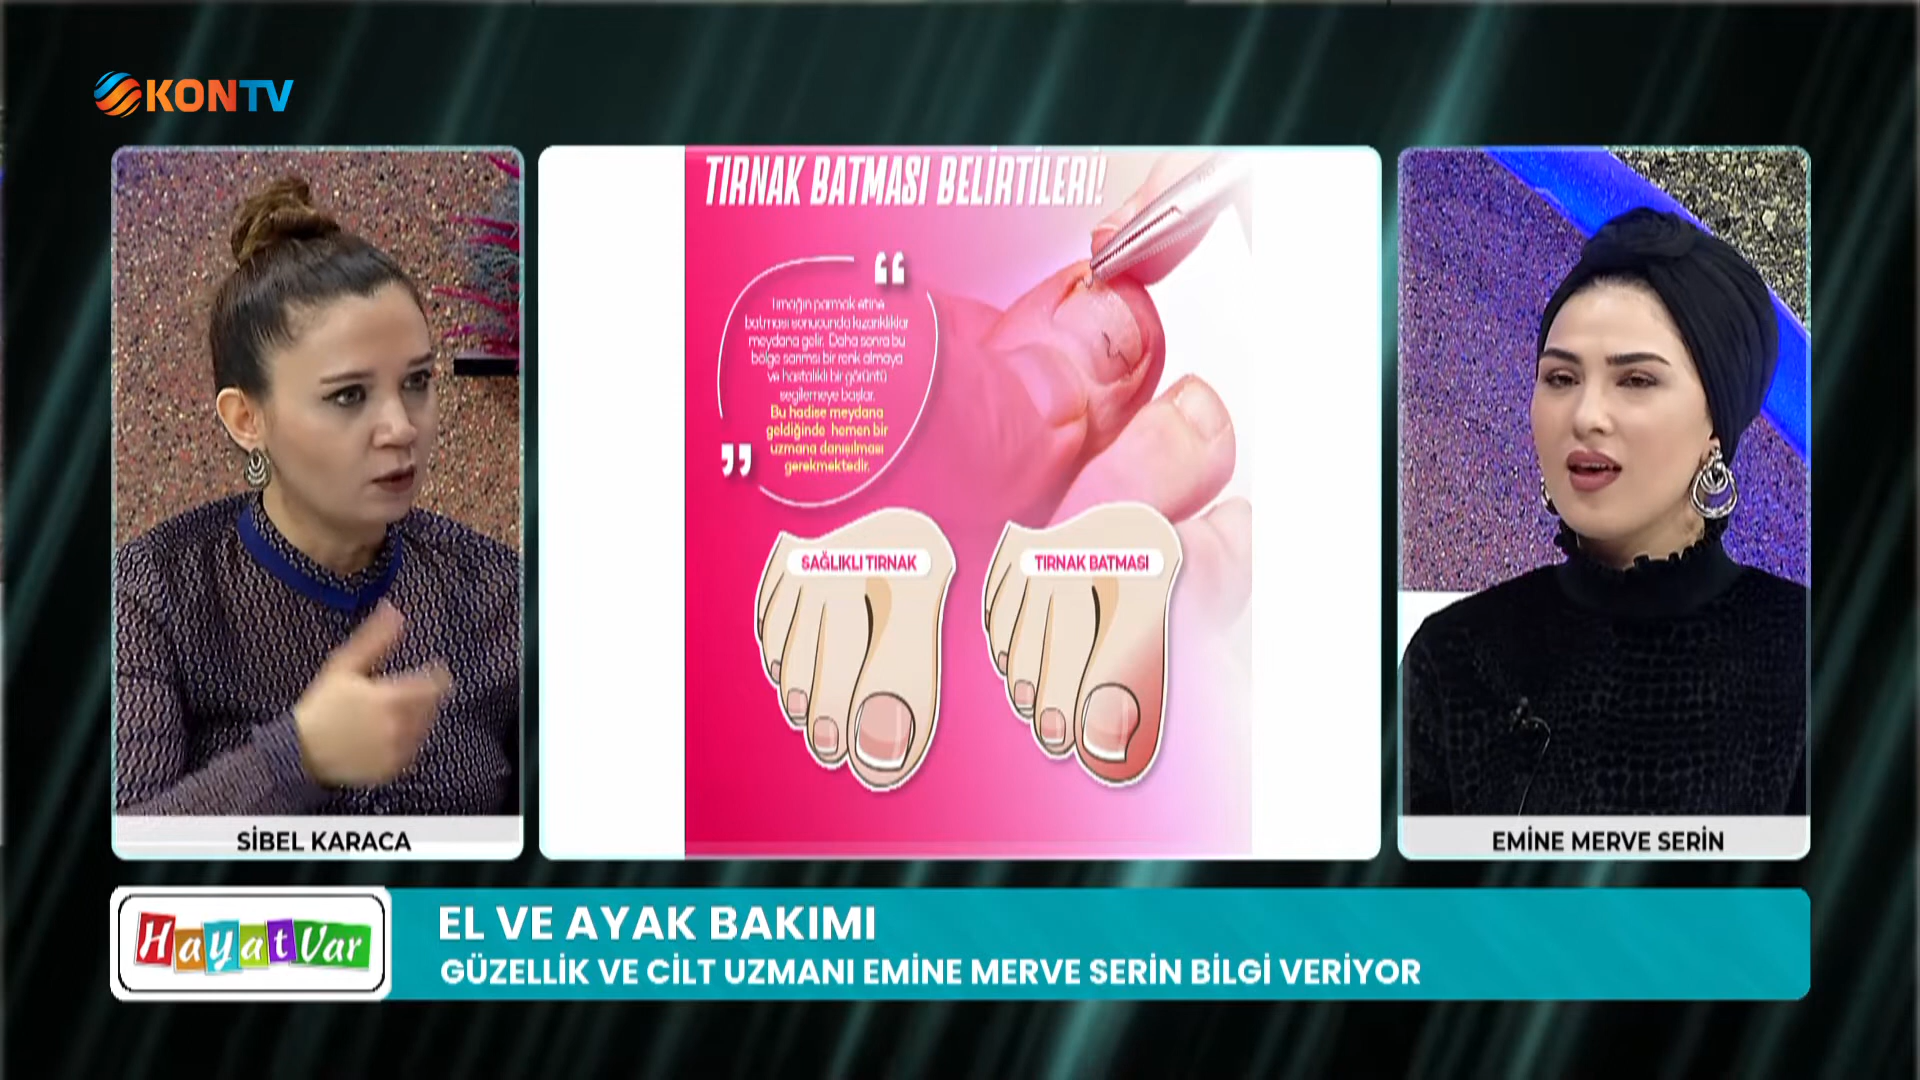 KONTV
TIRNAK BATMASI BELİRTİLERİ!
“
Tırnağın parmak etine
batması sonucunda kızarıklıklar
meydana gelir. Daha sonra bu
bölge sarımsı bir renk almaya
ve hastalıklı bir görüntü
segilemeye başlar.
Bu hadise meydana
geldiğinde hemen bir
uzmana danışılması
gerekmektedir.
”
SAĞLIKLI TIRNAK
TIRNAK BATMASI
SİBEL KARACA
EMİNE MERVE SERİN
Hayat Var
EL VE AYAK BAKIMI
GÜZELLİK VE CİLT UZMANI EMİNE MERVE SERİN BİLGİ VERİYOR